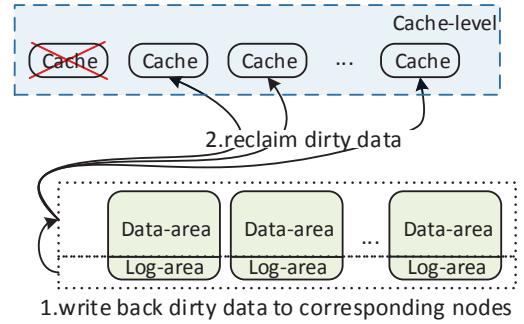 Cache-level
Cache Cache Cache ... Cache
2.reclaim dirty data
Data-area Data-area ... Data-area
Log-area Log-area Log-area
1.write back dirty data to corresponding nodes